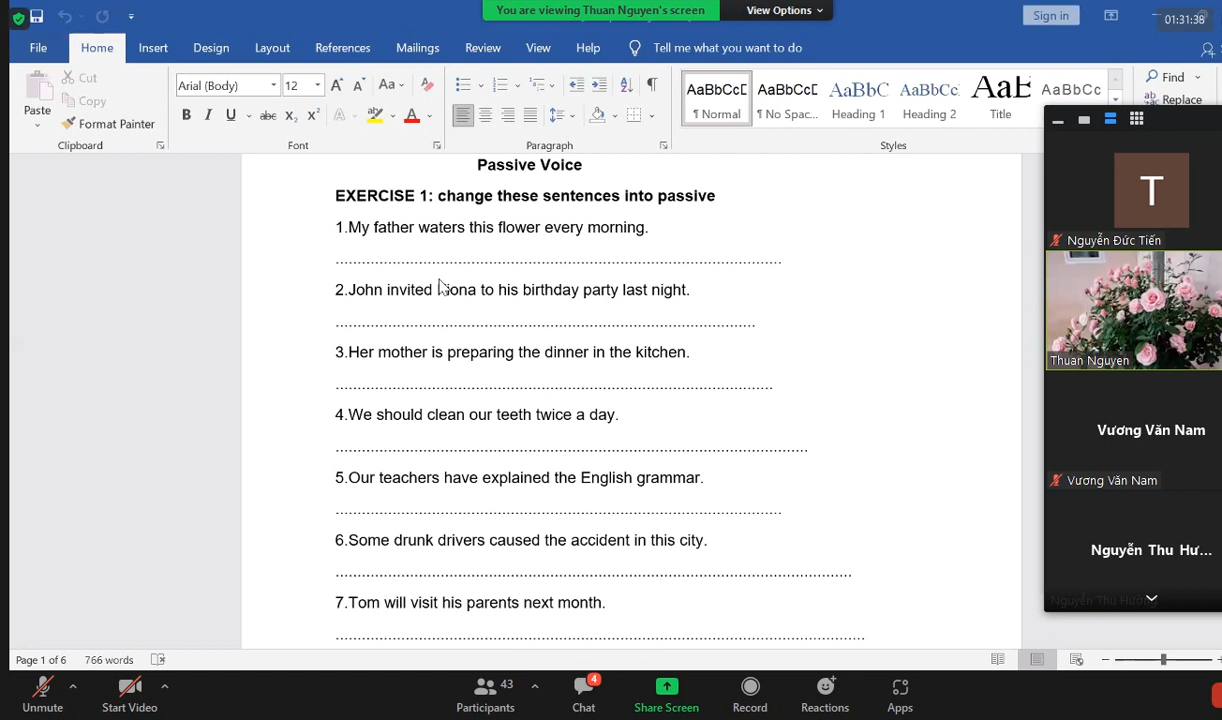 You are viewing Thuan Nguyen's screen
View Options
Sign in
01:31:38
File Home Insert Design Layout References Mailings Review View Help Tell me what you want to do
Paste
Cut
Copy
Format Painter
Clipboard
Arial (Body) 12
Font
Paragraph
AaBbCcD AaBbCcD AaBbC AaBbCc AaB AaBbCc
¶ Normal ¶ No Spac... Heading 1 Heading 2 Title
Styles
Find
Replace
Passive Voice
EXERCISE 1: change these sentences into passive
1.My father waters this flower every morning.
2.John invited iona to his birthday party last night.
3.Her mother is preparing the dinner in the kitchen.
4.We should clean our teeth twice a day.
5.Our teachers have explained the English grammar.
6.Some drunk drivers caused the accident in this city.
7.Tom will visit his parents next month.
T
Nguyễn Đức Tiến
Thuan Nguyen
Vương Văn Nam
Vương Văn Nam
Nguyễn Thu Hư...
Nguyễn Thu Hường
Page 1 of 6 766 words
Unmute
Start Video
43
Participants
4
Chat
Share Screen
Record
Reactions
Apps